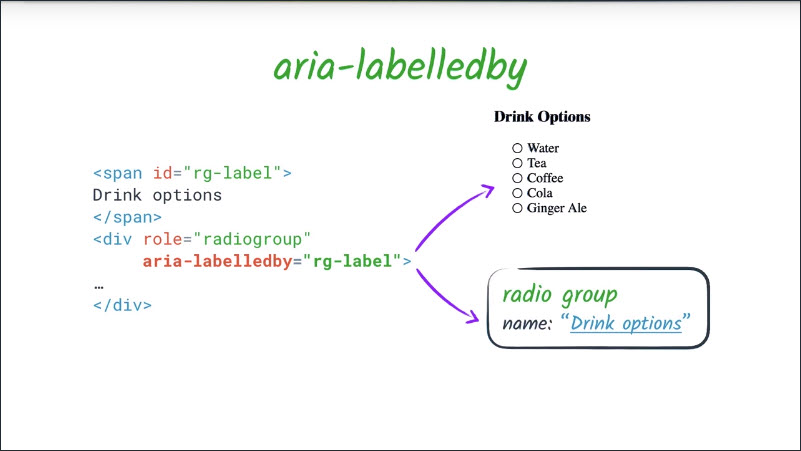 aria-labelledby
<span id="rg-label">
Drink options
</span>
<div role="radiogroup"
aria-labelledby="rg-label">
…
</div>
Drink Options
Water
Tea
Coffee
Cola
Ginger Ale
radio group
name: “Drink options”